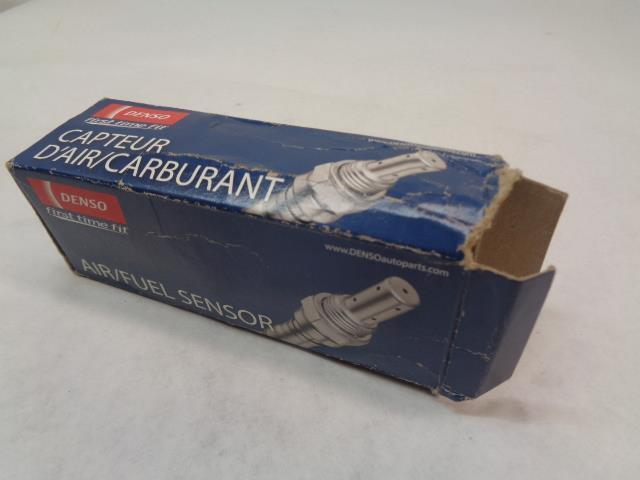 DENSO
first time fit
CAPTEUR
D'AIR/CARBURANT
DENSO
first time fit
AIR/FUEL SENSOR
www.DENSOautoparts.com